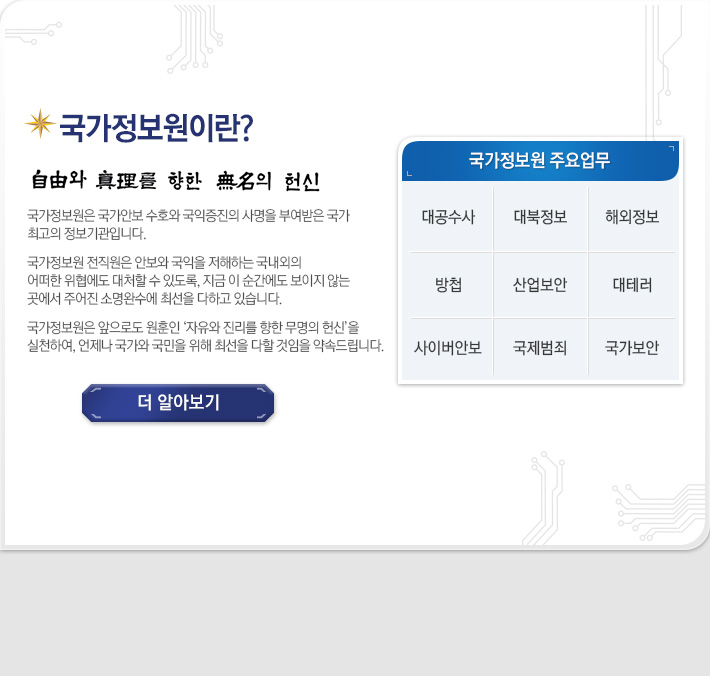 국가정보원이란?
自由와 眞理를 향한 無名의 헌신
국가정보원은 국가안보 수호와 국익증진의 사명을 부여받은 국가
최고의 정보기관입니다.
국가정보원 전직원은 안보와 국익을 저해하는 국내외의
어떠한 위협에도 대처할 수 있도록, 지금 이 순간에도 보이지 않는
곳에서 주어진 소명완수에 최선을 다하고 있습니다.
국가정보원은 앞으로도 원훈인 ‘자유와 진리를 향한 무명의 헌신’을
실천하여, 언제나 국가와 국민을 위해 최선을 다할 것임을 약속드립니다.
더 알아보기
국가정보원 주요업무
대공수사 대북정보 해외정보
방첩 산업보안 대테러
사이버안보 국제범죄 국가보안